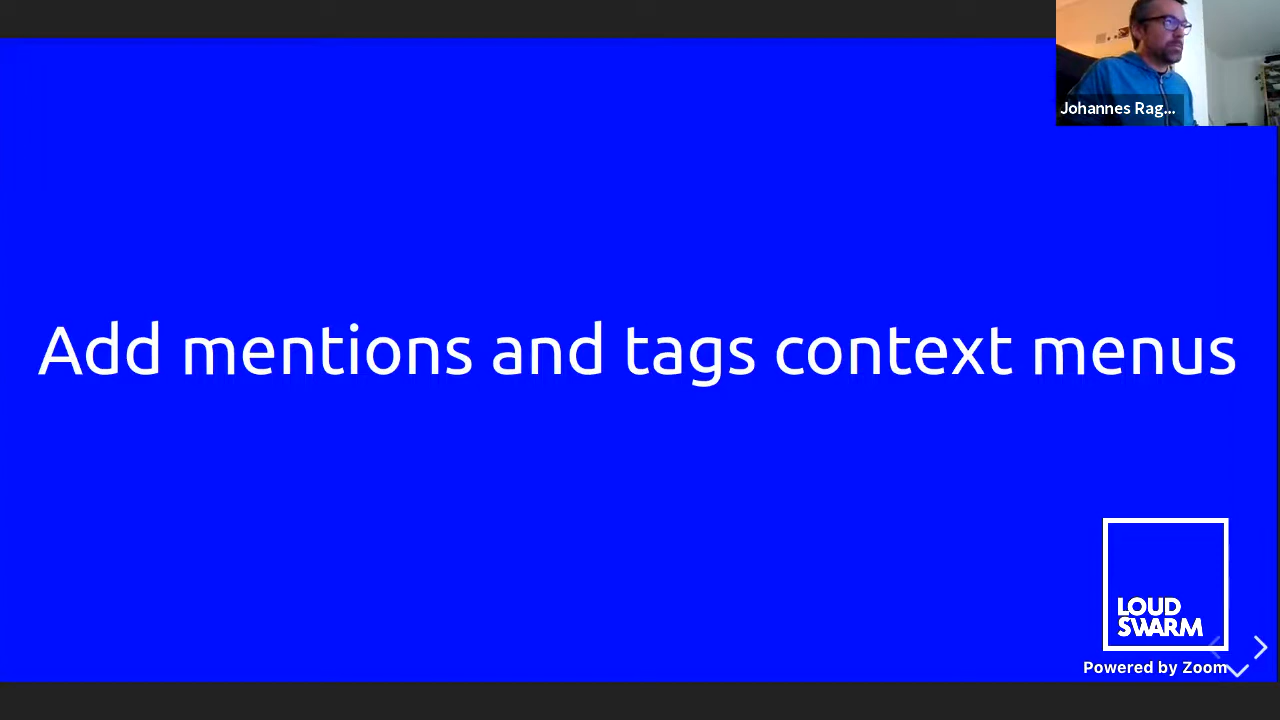 Johannes Rag...
Add mentions and tags context menus
LOUD
SWARM
Powered by Zoom